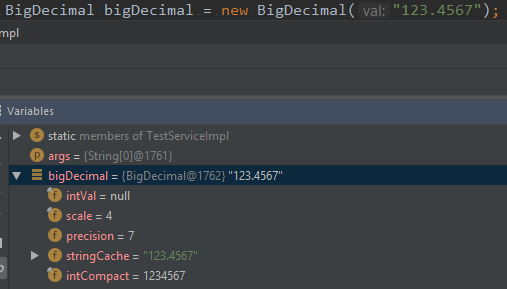 BigDecimal bigDecimal = new BigDecimal( val: "123.4567");
mpl
Variables
s static members of TestServiceImpl
p args = {String[0]@1761}
bigDecimal = {BigDecimal@1762} "123.4567"
f intVal = null
f scale = 4
f precision = 7
f stringCache = "123.4567"
f intCompact = 1234567